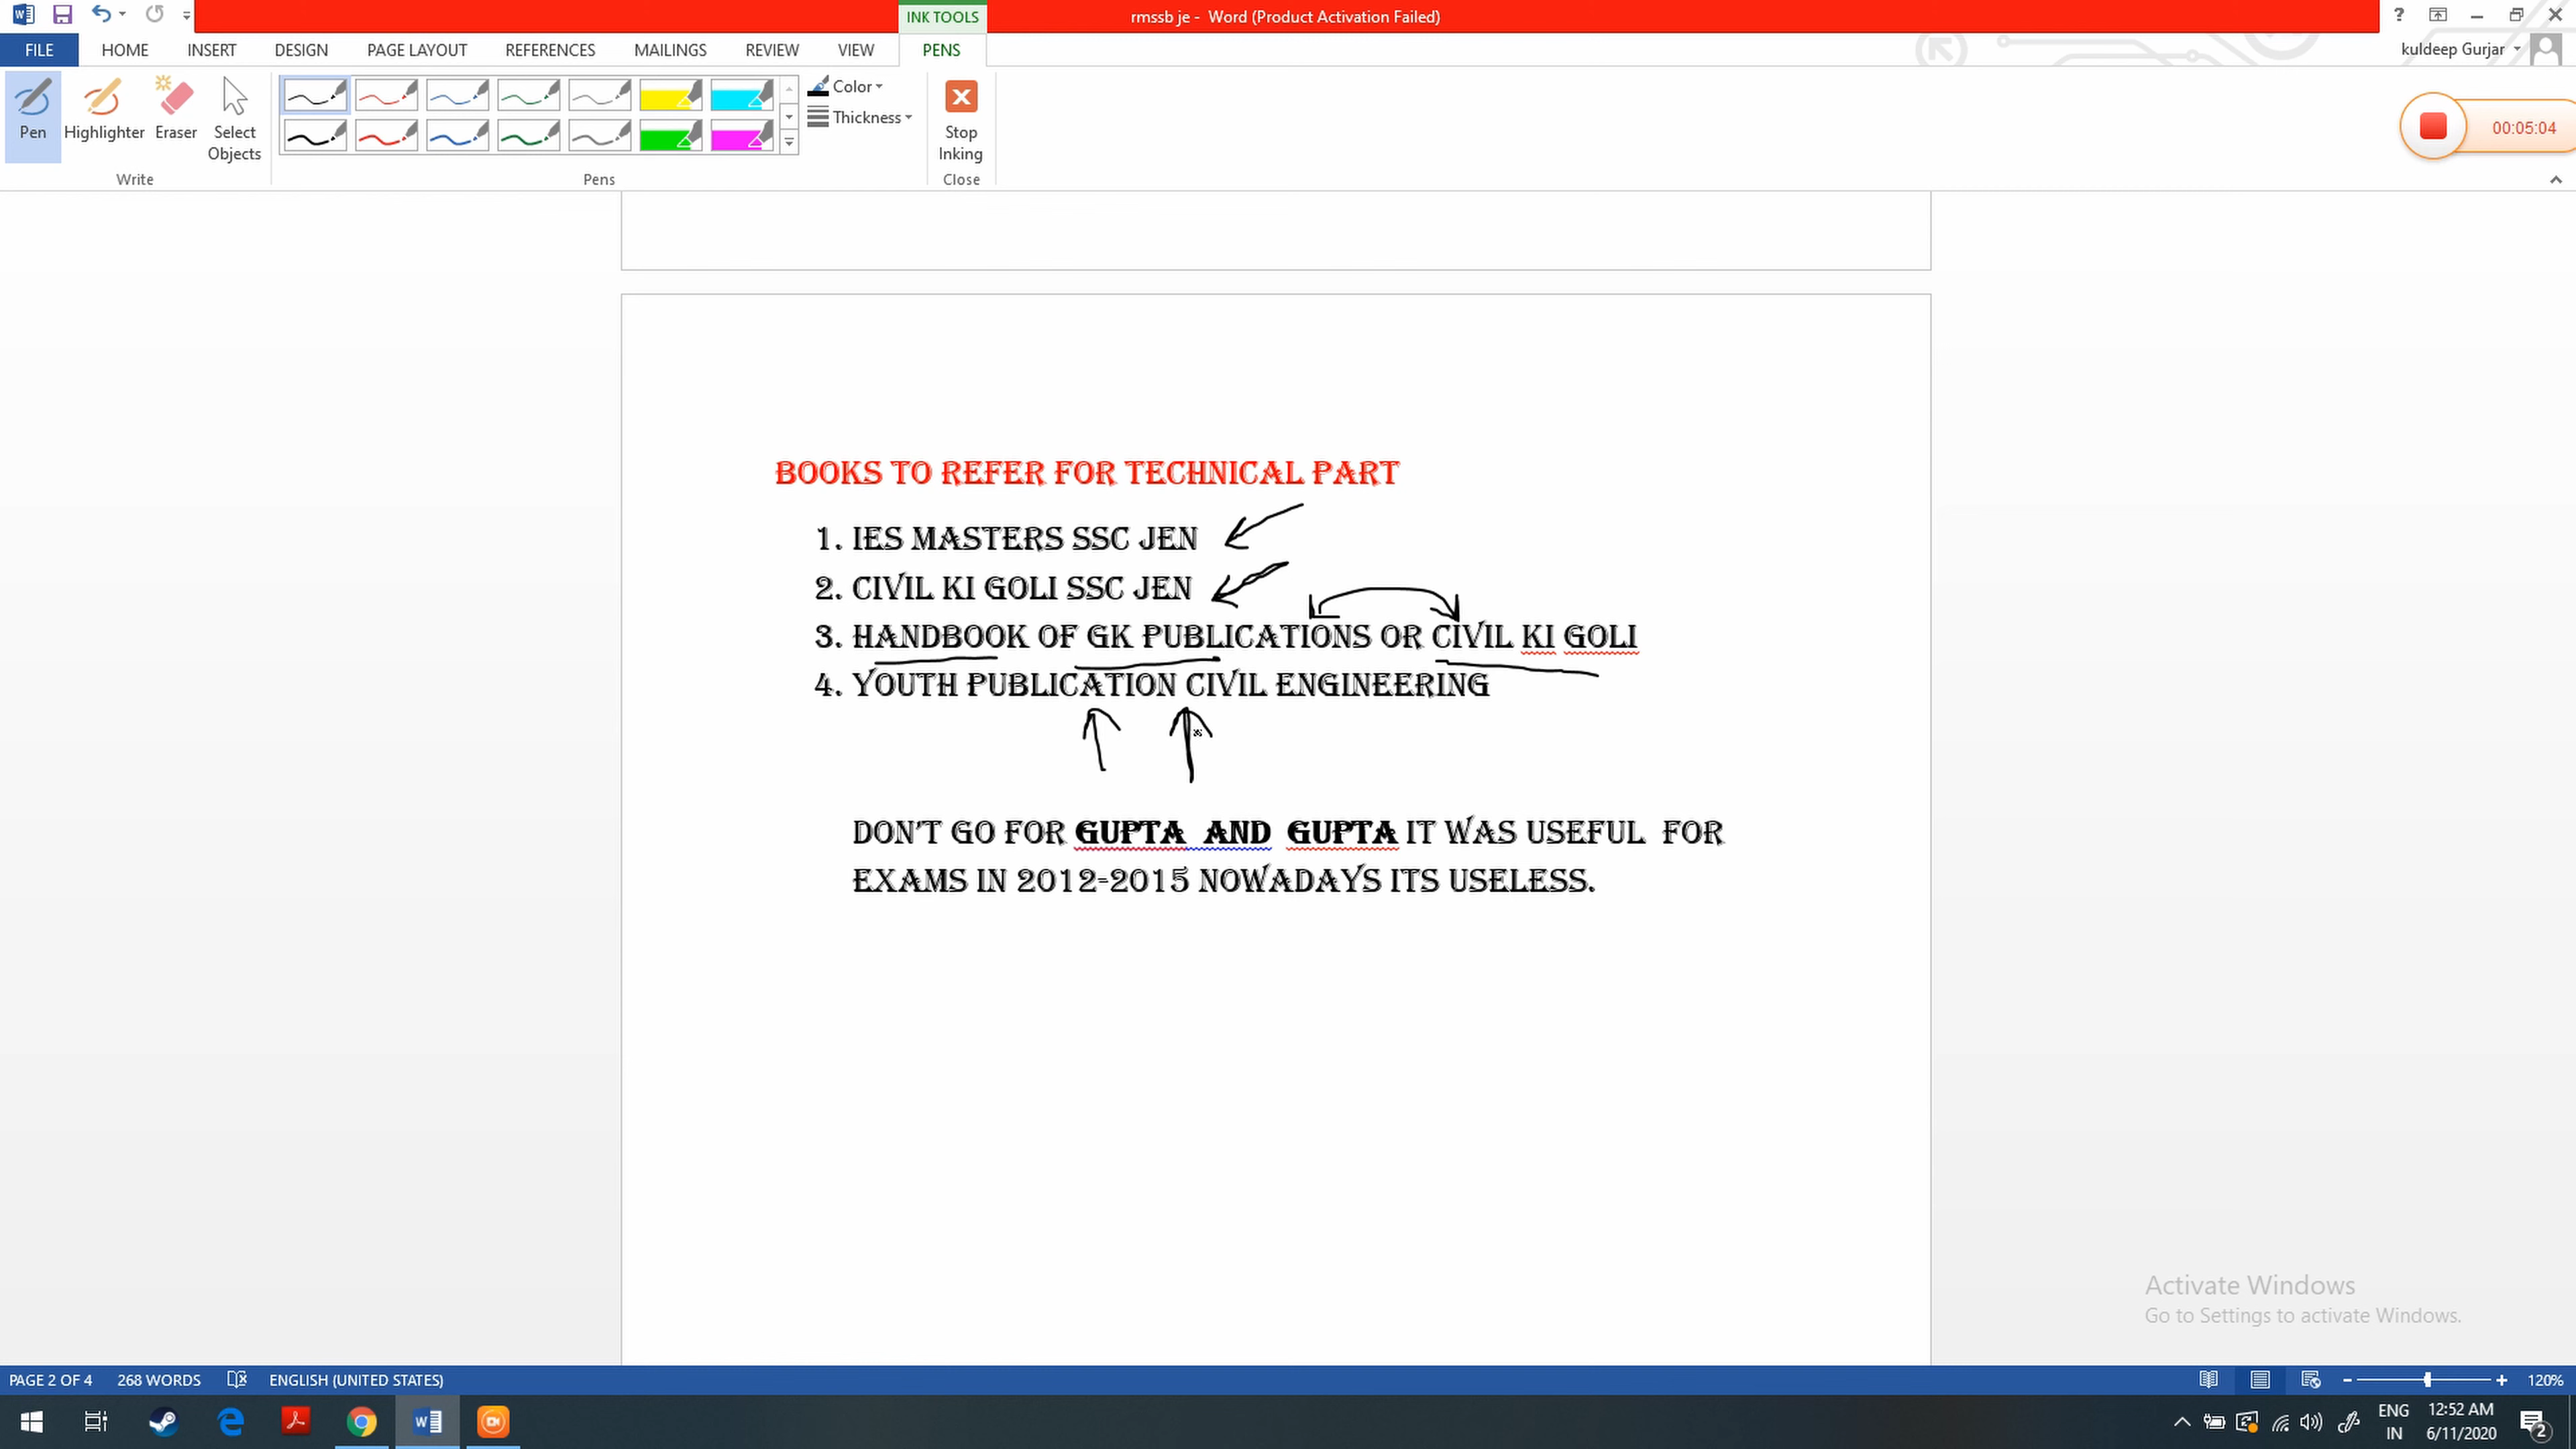 INK TOOLS
rmssb je - Word (Product Activation Failed)
?
FILE HOME INSERT DESIGN PAGE LAYOUT REFERENCES MAILINGS REVIEW VIEW PENS
kuldeep Gurjar
Pen
Highlighter
Eraser
Select Objects
Color
Thickness
Stop Inking
00:05:04
Write
Pens
Close
BOOKS TO REFER FOR TECHNICAL PART
1. IES MASTERS SSC JEN
2. CIVIL KI GOLI SSC JEN
3. HANDBOOK OF GK PUBLICATIONS OR CIVIL KI GOLI
4. YOUTH PUBLICATION CIVIL ENGINEERING
DON'T GO FOR GUPTA AND GUPTA IT WAS USEFUL FOR
EXAMS IN 2012-2015 NOWADAYS ITS USELESS.
Activate Windows
Go to Settings to activate Windows.
PAGE 2 OF 4 268 WORDS ENGLISH (UNITED STATES)
120%
ENG
IN
12:52 AM
6/11/2020
2